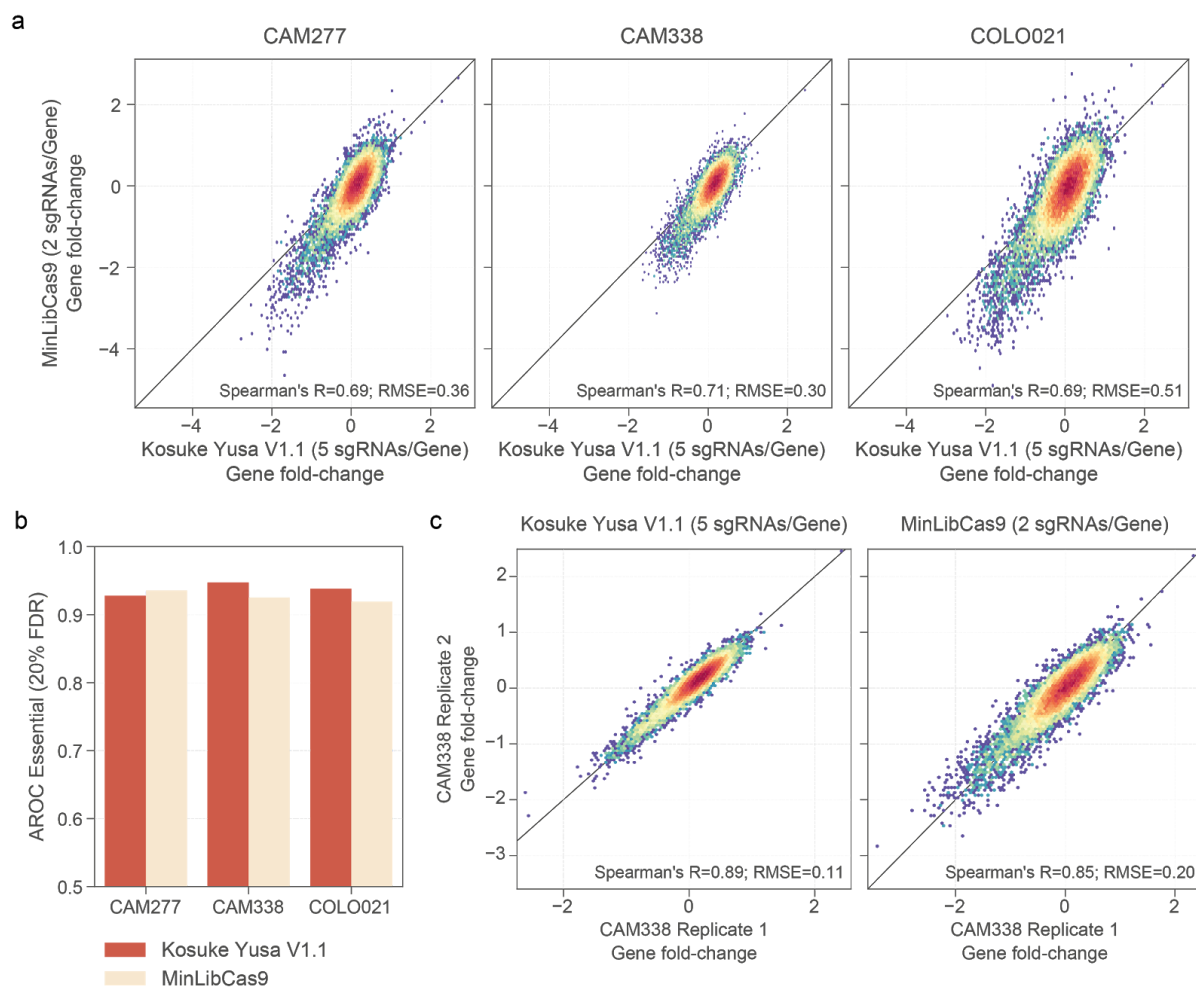 a
CAM277
CAM338
COLO021
MinLibCas9 (2 sgRNAs/Gene)
Gene fold-change
2
0
−2
−4
Spearman's R=0.69; RMSE=0.36
Spearman's R=0.71; RMSE=0.30
Spearman's R=0.69; RMSE=0.51
−4 −2 0 2
−4 −2 0 2
−4 −2 0 2
Kosuke Yusa V1.1 (5 sgRNAs/Gene)
Gene fold-change
Kosuke Yusa V1.1 (5 sgRNAs/Gene)
Gene fold-change
Kosuke Yusa V1.1 (5 sgRNAs/Gene)
Gene fold-change
b
AROC Essential (20% FDR)
1.0
0.9
0.8
0.7
0.6
0.5
CAM277
CAM338
COLO021
Kosuke Yusa V1.1
MinLibCas9
c
Kosuke Yusa V1.1 (5 sgRNAs/Gene)
MinLibCas9 (2 sgRNAs/Gene)
CAM338 Replicate 2
Gene fold-change
2
1
0
−1
−2
−3
Spearman's R=0.89; RMSE=0.11
Spearman's R=0.85; RMSE=0.20
−2 0 2
−2 0 2
CAM338 Replicate 1
Gene fold-change
CAM338 Replicate 1
Gene fold-change